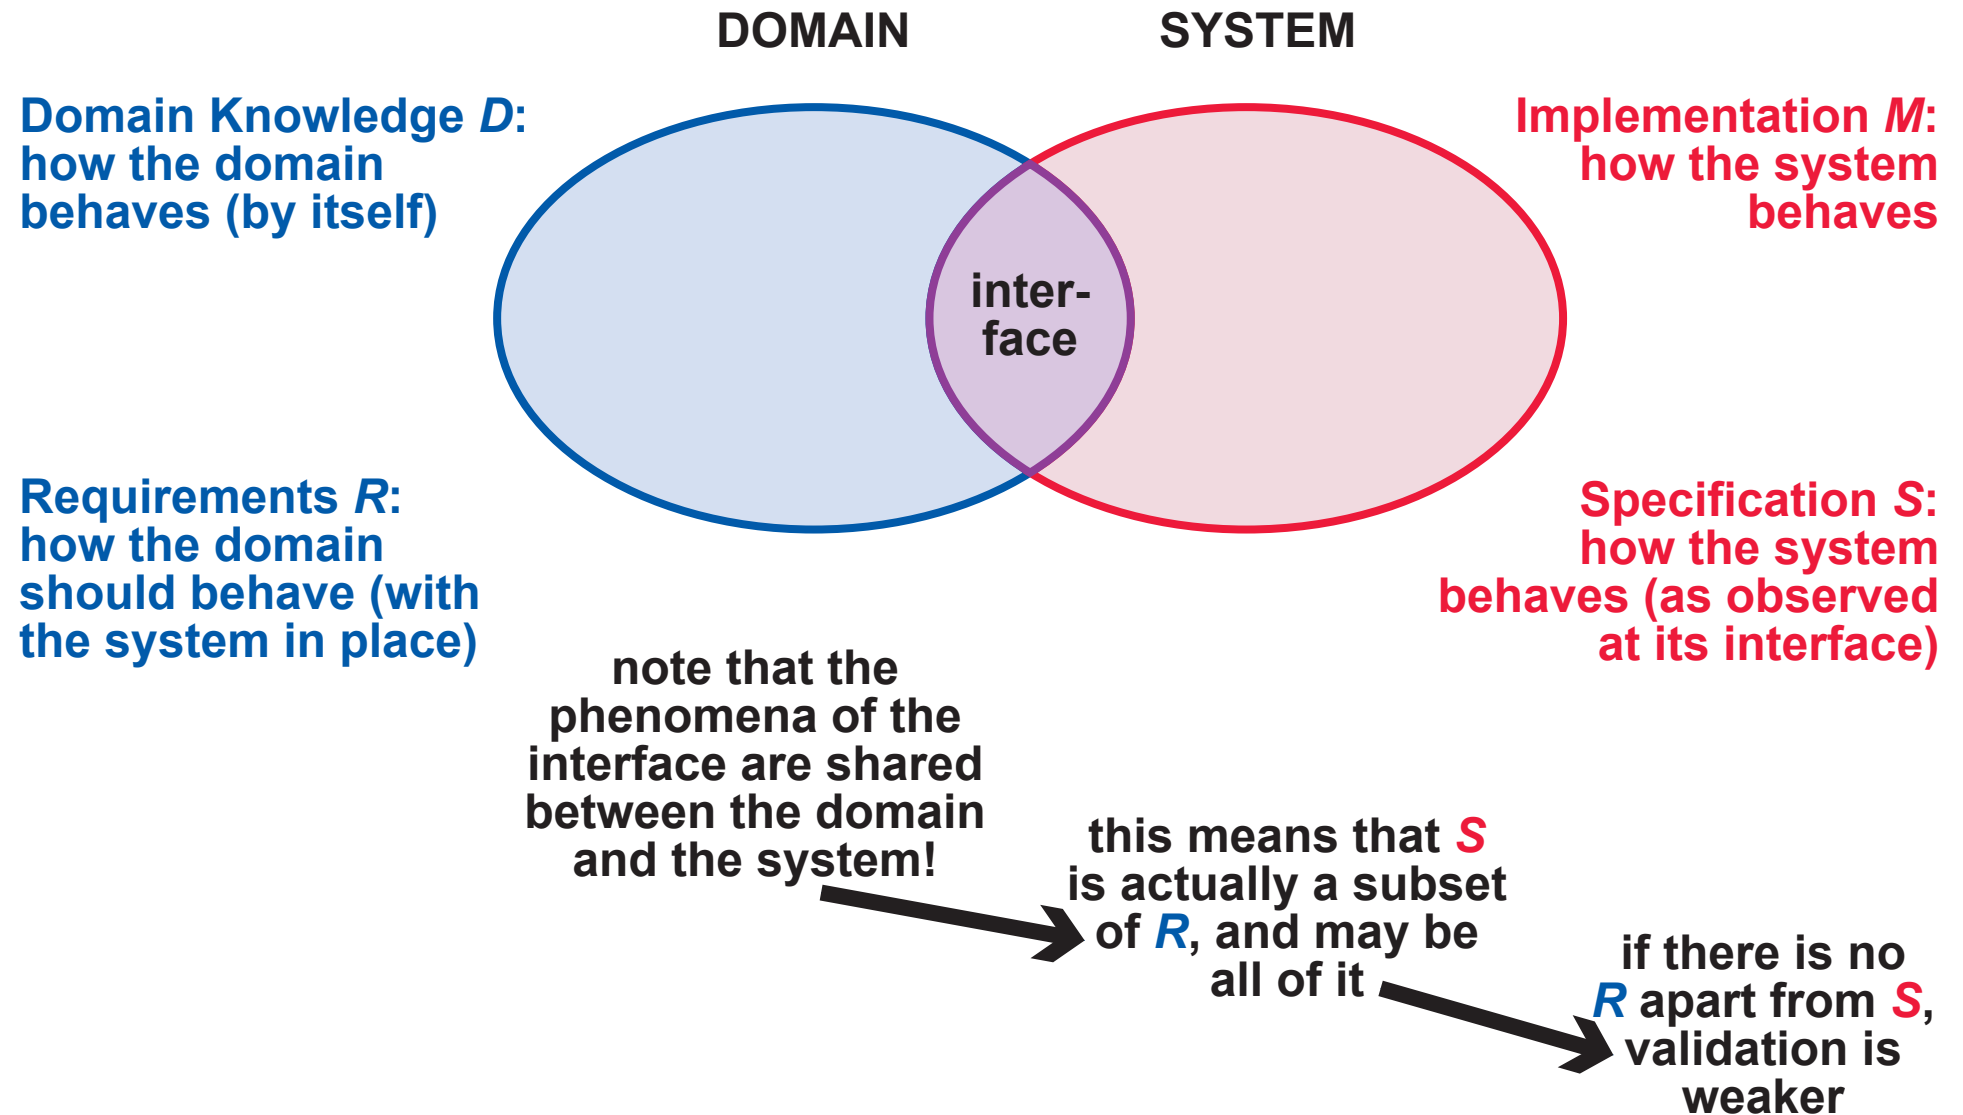 DOMAIN
SYSTEM
Domain Knowledge D:
how the domain
behaves (by itself)
Implementation M:
how the system
behaves
inter-
face
Requirements R:
how the domain
should behave (with
the system in place)
Specification S:
how the system
behaves (as observed
at its interface)
note that the
phenomena of the
interface are shared
between the domain
and the system!
this means that S
is actually a subset
of R, and may be
all of it
if there is no
R apart from S,
validation is
weaker